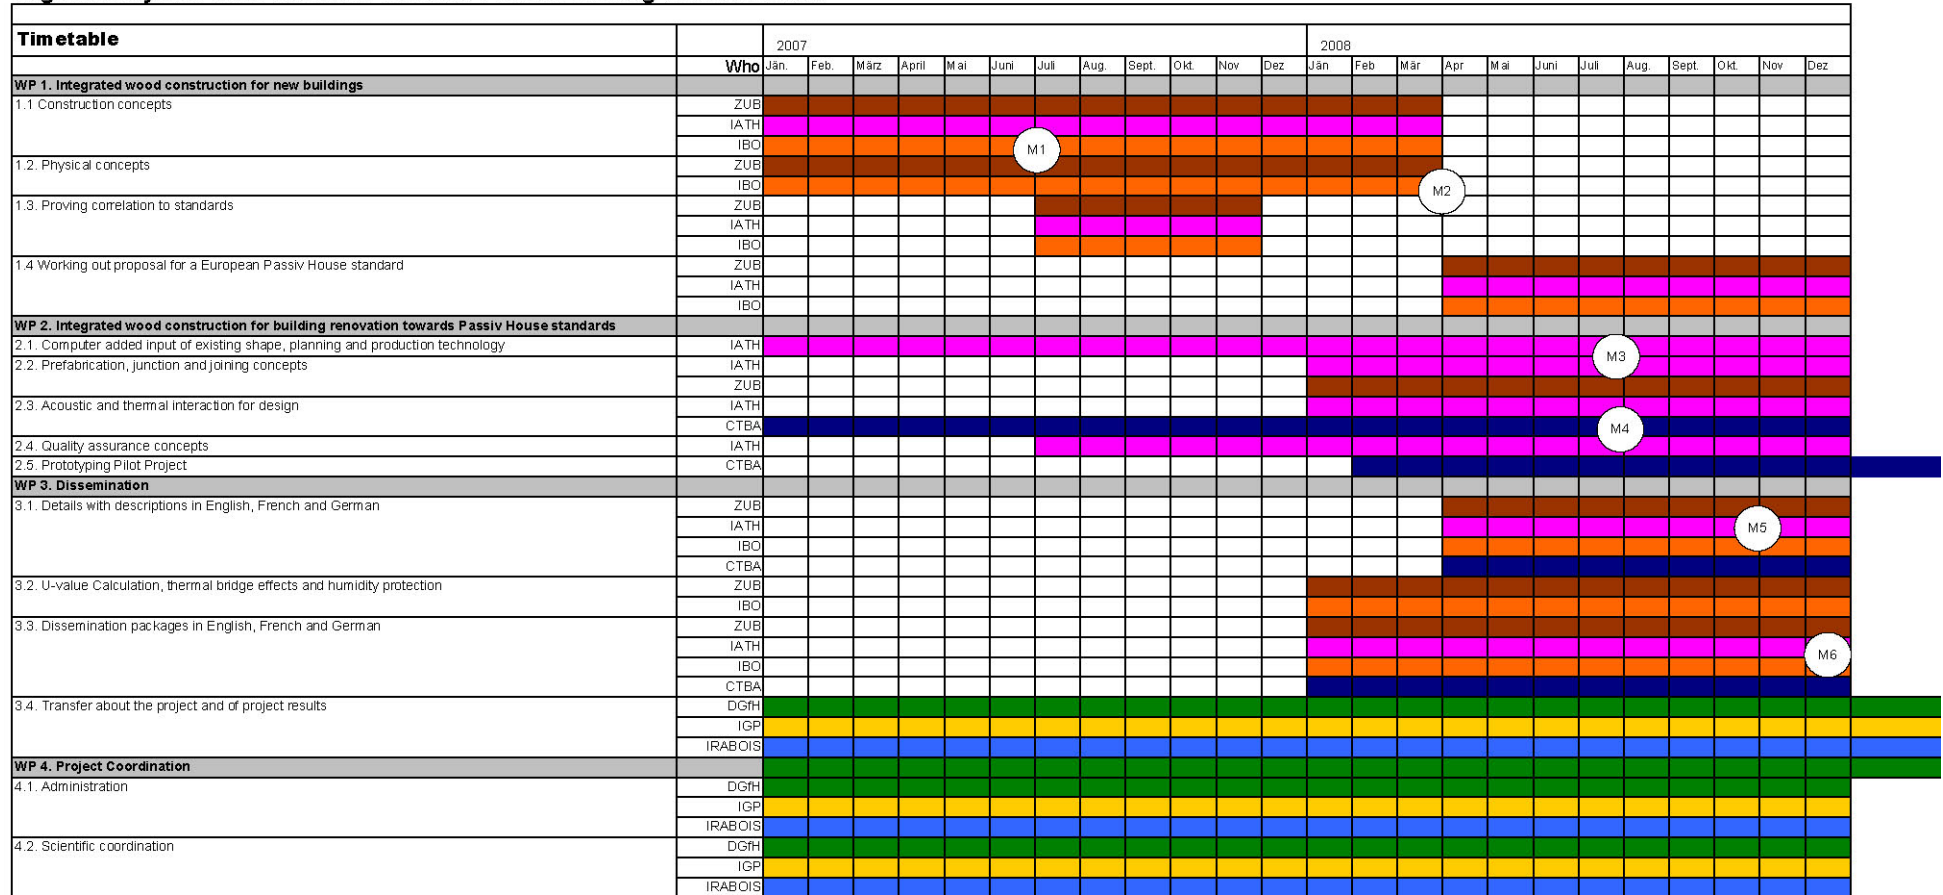 Timetable
2007 2008
Who Jän. Feb. März April Mai Juni Juli Aug. Sept. Okt. Nov Dez Jän Feb Mär Apr Mai Juni Juli Aug. Sept. Okt. Nov Dez
WP 1. Integrated wood construction for new buildings
1.1 Construction concepts ZUB
IATH
IBO
M1
1.2. Physical concepts ZUB
IBO
M2
1.3. Proving correlation to standards ZUB
IATH
IBO
1.4 Working out proposal for a European Passiv House standard ZUB
IATH
IBO
WP 2. Integrated wood construction for building renovation towards Passiv House standards
2.1. Computer added input of existing shape, planning and production technology IATH
M3
2.2. Prefabrication, junction and joining concepts IATH
ZUB
2.3. Acoustic and thermal interaction for design IATH
CTBA
M4
2.4. Quality assurance concepts IATH
2.5. Prototyping Pilot Project CTBA
WP 3. Dissemination
3.1. Details with descriptions in English, French and German ZUB
IATH
M5
IBO
CTBA
3.2. U-value Calculation, thermal bridge effects and humidity protection ZUB
IBO
3.3. Dissemination packages in English, French and German ZUB
IATH
M6
IBO
CTBA
3.4. Transfer about the project and of project results DGfH
IGP
IRABOIS
WP 4. Project Coordination
4.1. Administration DGfH
IGP
IRABOIS
4.2. Scientific coordination DGfH
IGP
IRABOIS